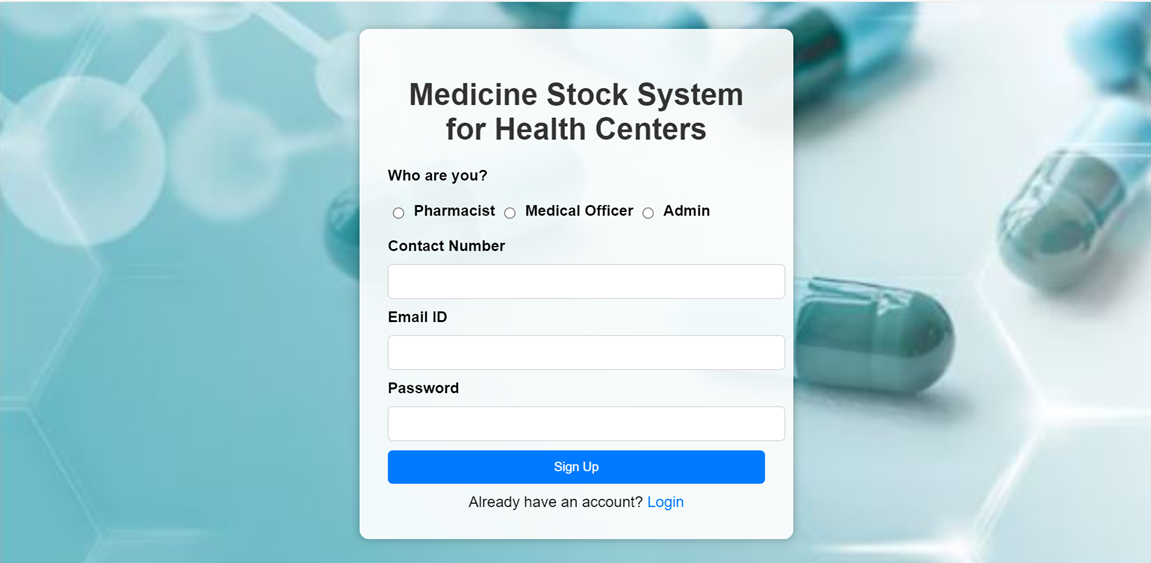 Medicine Stock System
for Health Centers
Who are you?
Pharmacist Medical Officer Admin
Contact Number
Email ID
Password
Sign Up
Already have an account? Login